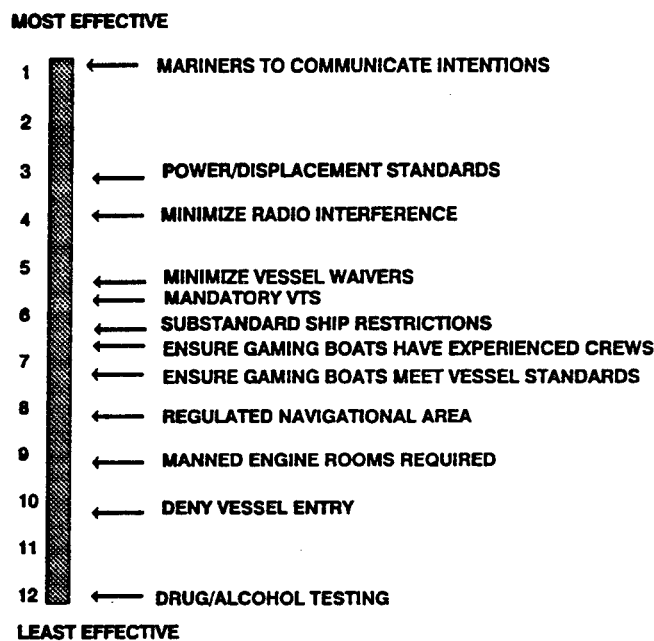 MOST EFFECTIVE
1 MARINERS TO COMMUNICATE INTENTIONS
2
3 POWER/DISPLACEMENT STANDARDS
4 MINIMIZE RADIO INTERFERENCE
5 MINIMIZE VESSEL WAIVERS
MANDATORY VTS
6 SUBSTANDARD SHIP RESTRICTIONS
ENSURE GAMING BOATS HAVE EXPERIENCED CREWS
7 ENSURE GAMING BOATS MEET VESSEL STANDARDS
8 REGULATED NAVIGATIONAL AREA
9 MANNED ENGINE ROOMS REQUIRED
10 DENY VESSEL ENTRY
11
12 DRUG/ALCOHOL TESTING
LEAST EFFECTIVE